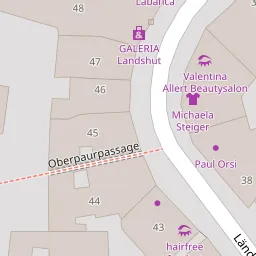 48
Labarca
GALERIA
Landshut
47
Valentina
Allert Beautysalon
46
Michaela
Steiger
45
Oberpaurpassage
Paul Orsi
38
44
43
hairfree
Länd